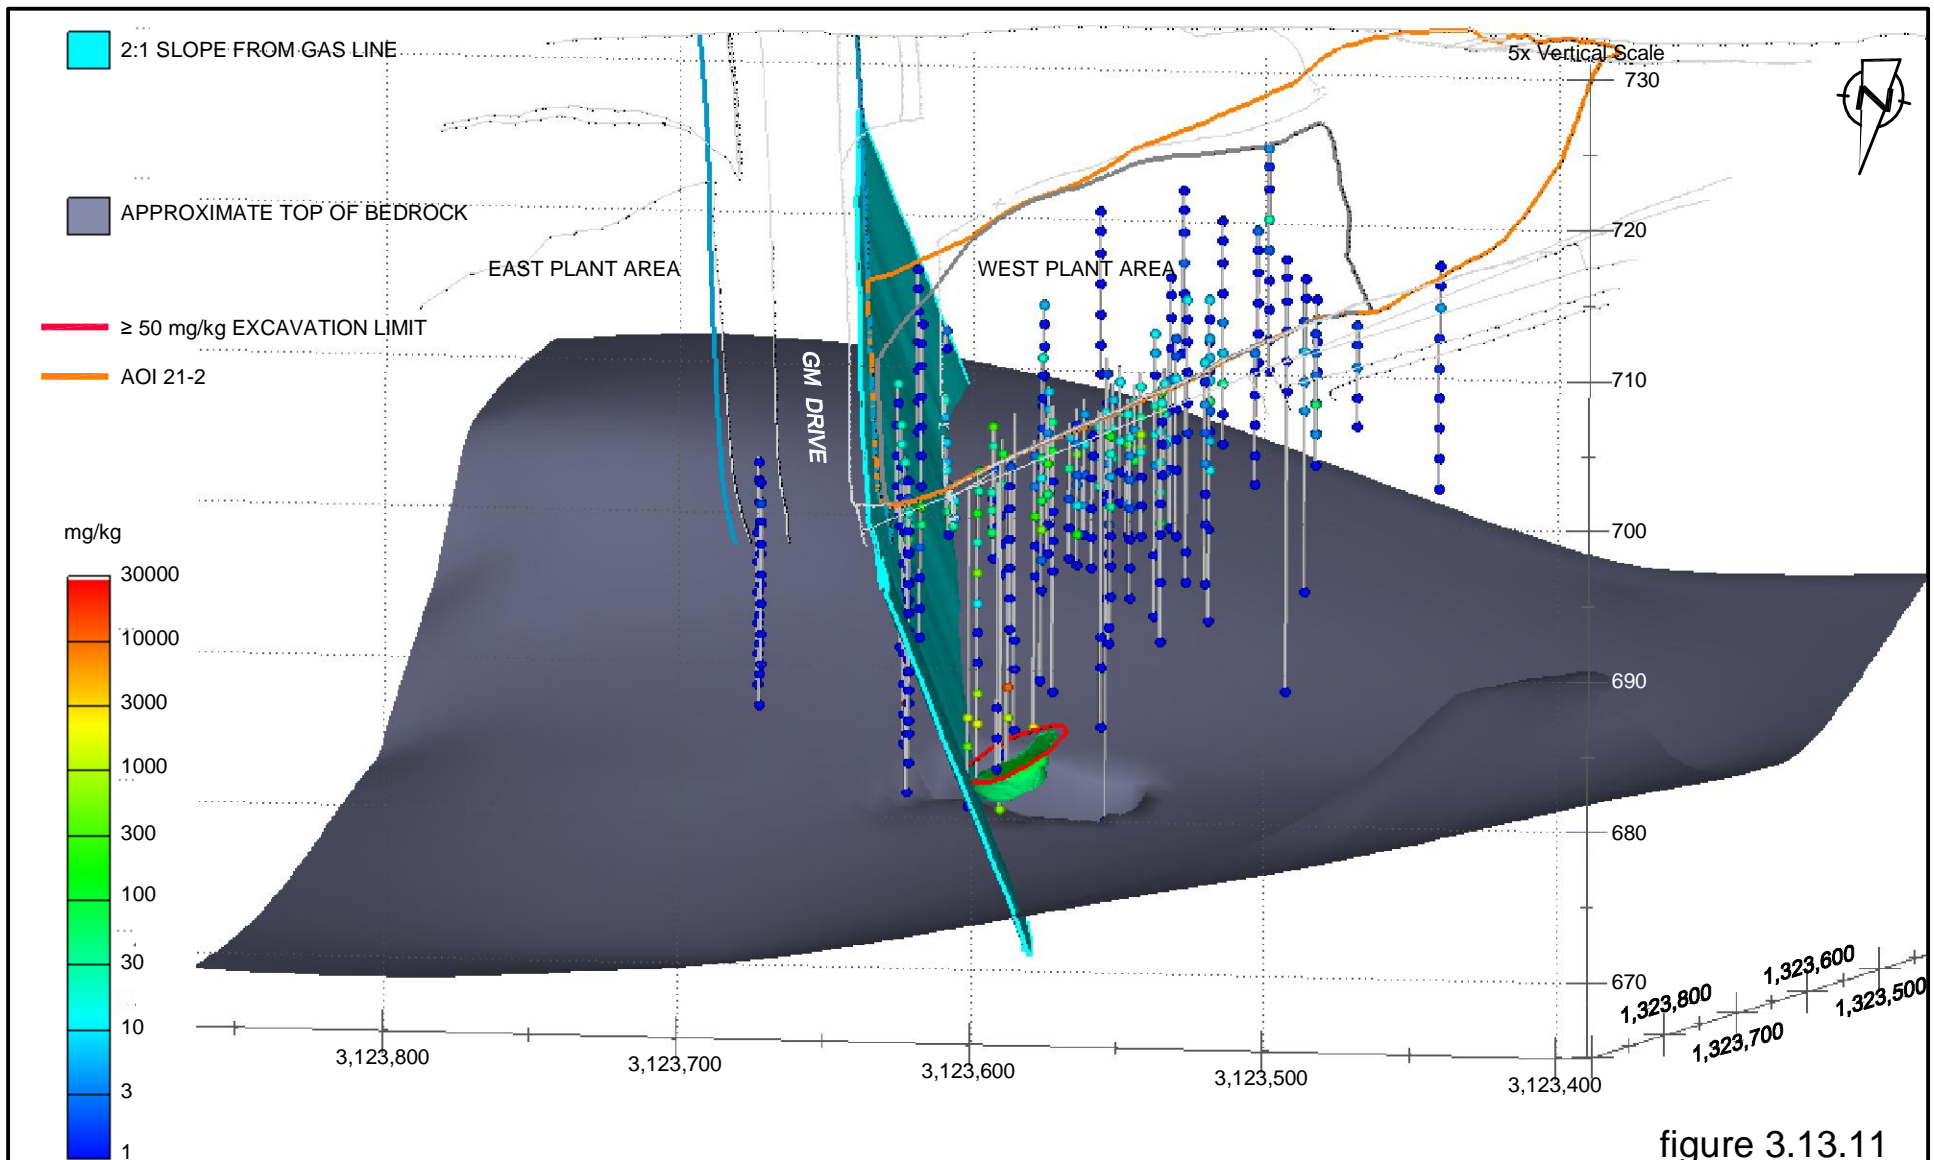 2:1 SLOPE FROM GAS LINE
5x Vertical Scale
730
N
APPROXIMATE TOP OF BEDROCK
720
EAST PLANT AREA
WEST PLANT AREA
≥ 50 mg/kg EXCAVATION LIMIT
AOI 21-2
GM DRIVE
710
700
690
680
670
mg/kg
30000
10000
3000
1000
300
100
30
10
3
1
3,123,800
3,123,700
3,123,600
3,123,500
3,123,400
1,323,800
1,323,700
1,323,600
1,323,500
figure 3.13.11